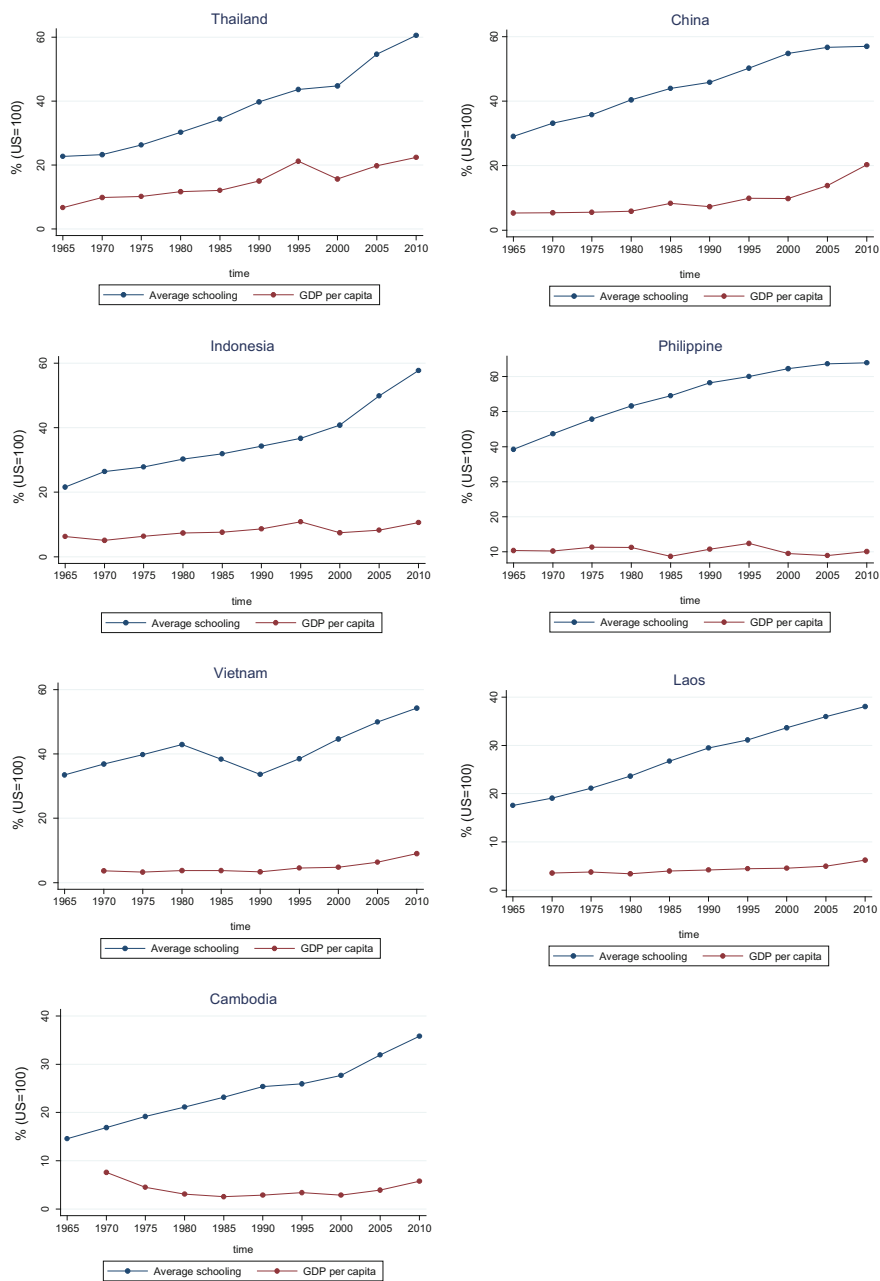 Thailand
% (US=100)
60
40
20
0
1965 1970 1975 1980 1985 1990 1995 2000 2005 2010
time
Average schooling GDP per capita
China
% (US=100)
60
40
20
0
1965 1970 1975 1980 1985 1990 1995 2000 2005 2010
time
Average schooling GDP per capita
Indonesia
% (US=100)
60
40
20
0
1965 1970 1975 1980 1985 1990 1995 2000 2005 2010
time
Average schooling GDP per capita
Philippine
% (US=100)
60
50
40
30
20
10
1965 1970 1975 1980 1985 1990 1995 2000 2005 2010
time
Average schooling GDP per capita
Vietnam
% (US=100)
60
40
20
0
1965 1970 1975 1980 1985 1990 1995 2000 2005 2010
time
Average schooling GDP per capita
Laos
% (US=100)
40
30
20
10
0
1965 1970 1975 1980 1985 1990 1995 2000 2005 2010
time
Average schooling GDP per capita
Cambodia
% (US=100)
40
30
20
10
0
1965 1970 1975 1980 1985 1990 1995 2000 2005 2010
time
Average schooling GDP per capita